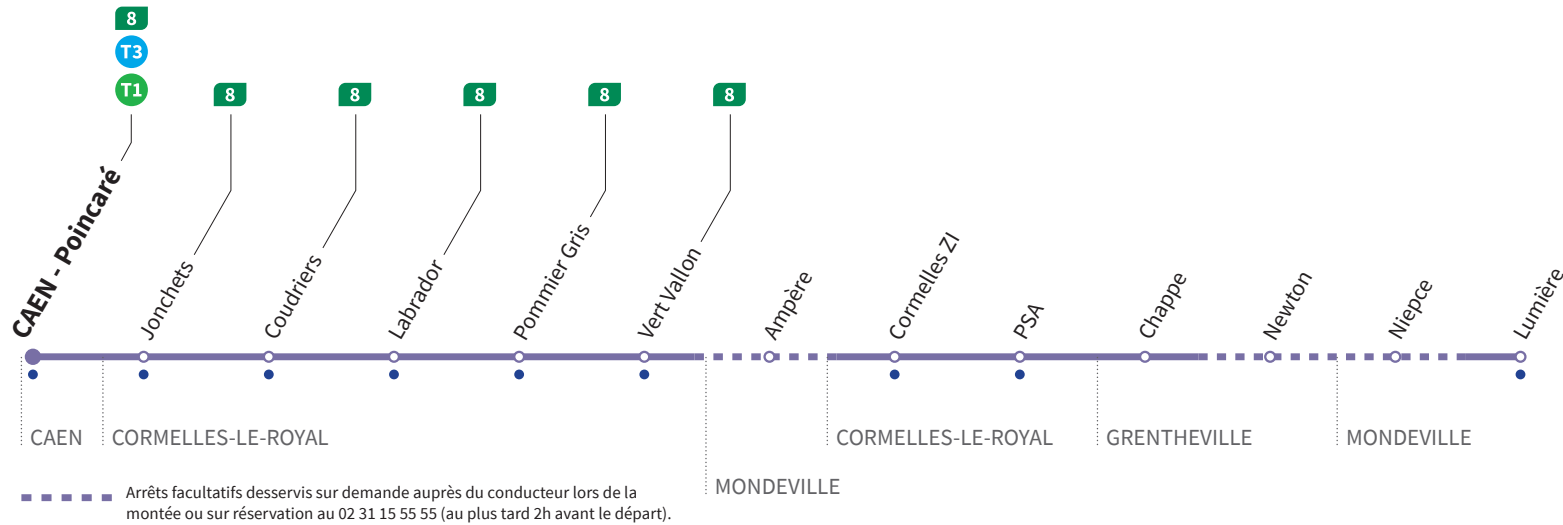 8
T3
T1
8
8
8
8
8
CAEN - Poincaré
Jonchets
Coudriers
Labrador
Pommier Gris
Vert Vallon
Ampère
Cormelles ZI
PSA
Chappe
Newton
Niepce
Lumière
CAEN
CORMELLES-LE-ROYAL
MONDEVILLE
CORMELLES-LE-ROYAL
GRENTHEVILLE
MONDEVILLE
Arrêts facultatifs desservis sur demande auprès du conducteur lors de la
montée ou sur réservation au 02 31 15 55 55 (au plus tard 2h avant le départ).